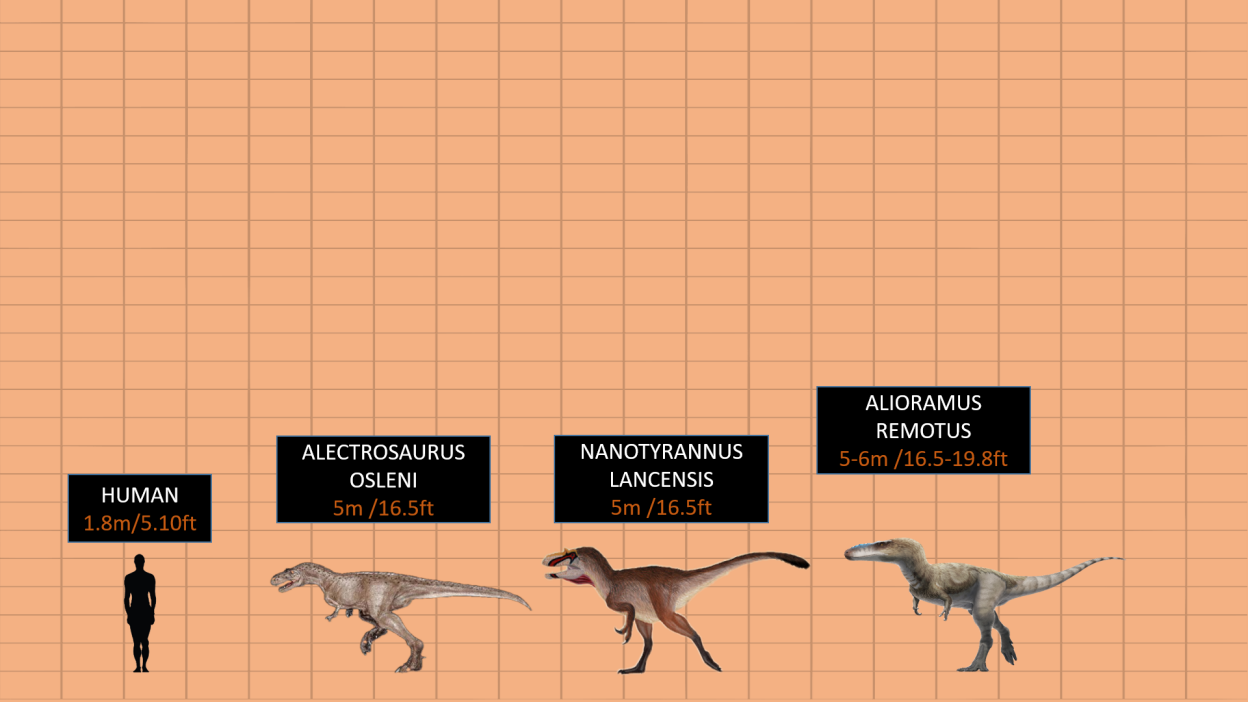 HUMAN
1.8m/5.10ft
ALECTROSAURUS
OSLENI
5m /16.5ft
NANOTYRANNUS
LANCENSIS
5m /16.5ft
ALIORAMUS
REMOTUS
5-6m /16.5-19.8ft